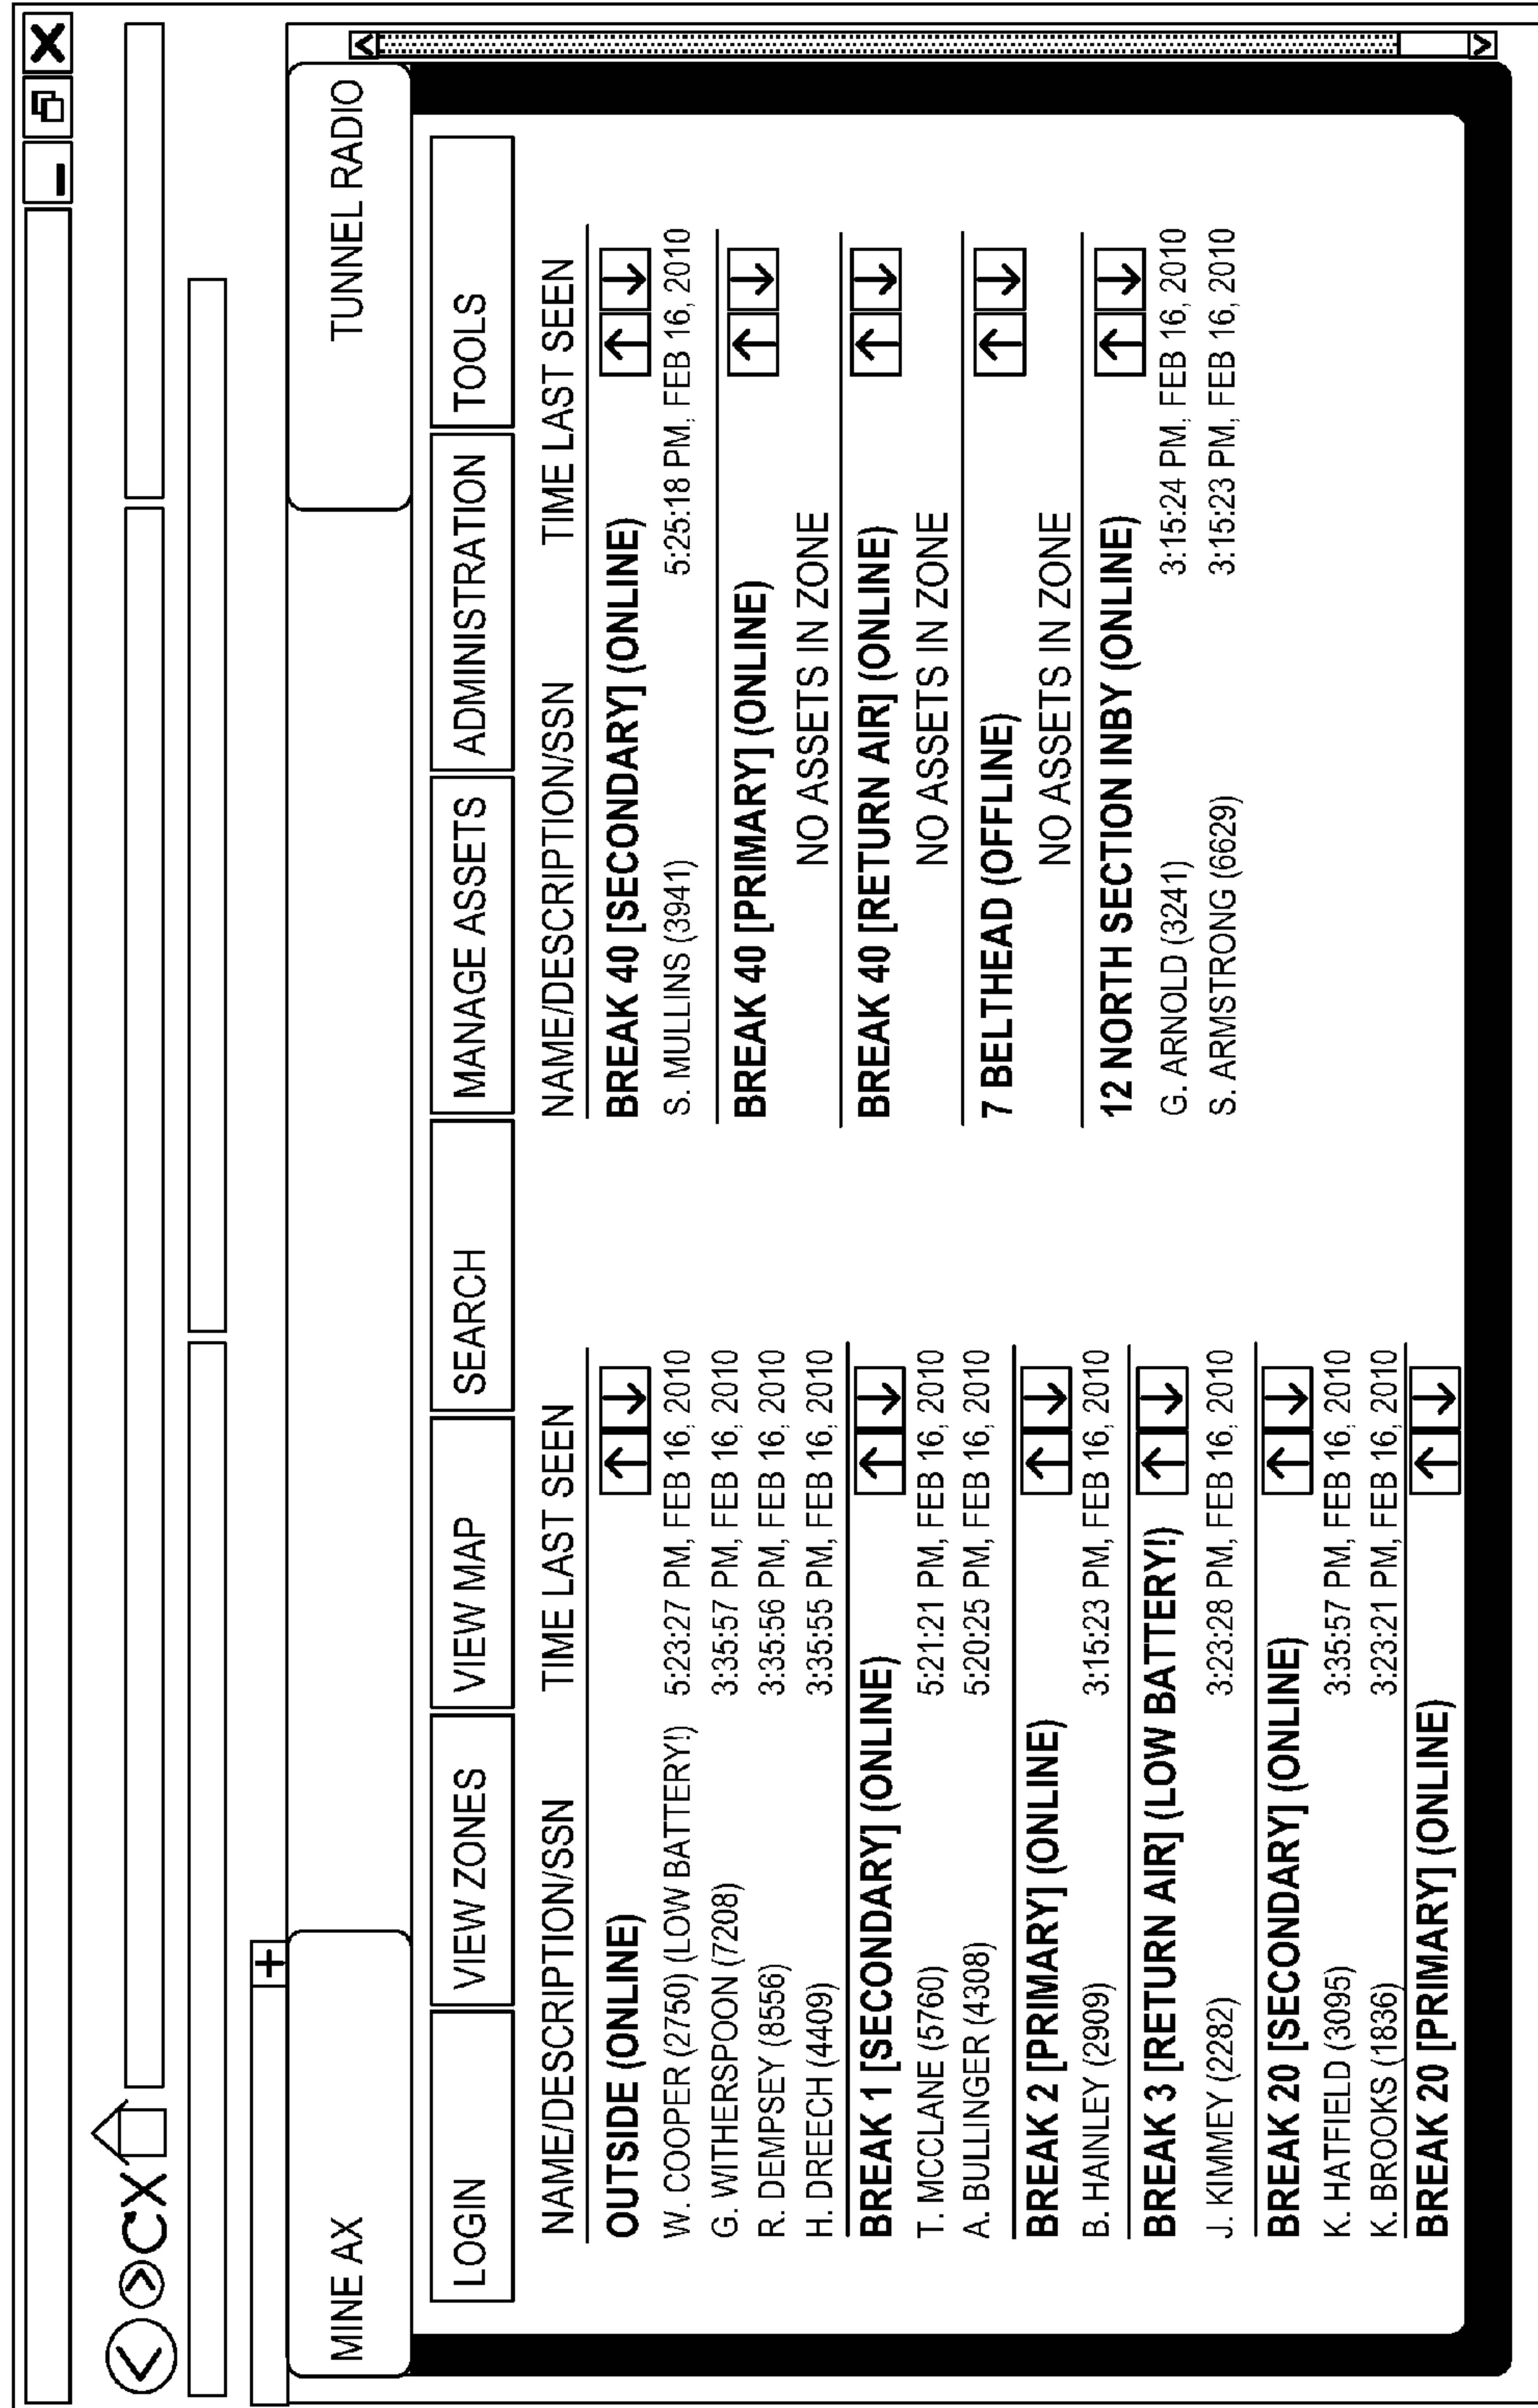 MINE AX
TUNNEL RADIO
LOGIN VIEW ZONES VIEW MAP SEARCH MANAGE ASSETS ADMINISTRATION TOOLS
NAME/DESCRIPTION/SSN TIME LAST SEEN
OUTSIDE (ONLINE)
W. COOPER (2750) (LOW BATTERY!) 5:23:27 PM, FEB 16, 2010
G. WITHERSPOON (7208) 3:35:57 PM, FEB 16, 2010
R. DEMPSEY (8556) 3:35:56 PM, FEB 16, 2010
H. DREECH (4409) 3:35:55 PM, FEB 16, 2010
BREAK 1 [SECONDARY] (ONLINE)
T. MCCLANE (5760) 5:21:21 PM, FEB 16, 2010
A. BULLINGER (4308) 5:20:25 PM, FEB 16, 2010
BREAK 2 [PRIMARY] (ONLINE)
B. HAINLEY (2909) 3:15:23 PM, FEB 16, 2010
BREAK 3 [RETURN AIR] (LOW BATTERY!)
J. KIMMEY (2282) 3:23:28 PM, FEB 16, 2010
BREAK 20 [SECONDARY] (ONLINE)
K. HATFIELD (3095) 3:35:57 PM, FEB 16, 2010
K. BROOKS (1836) 3:23:21 PM, FEB 16, 2010
BREAK 20 [PRIMARY] (ONLINE)
NAME/DESCRIPTION/SSN TIME LAST SEEN
BREAK 40 [SECONDARY] (ONLINE)
S. MULLINS (3941) 5:25:18 PM, FEB 16, 2010
BREAK 40 [PRIMARY] (ONLINE)
NO ASSETS IN ZONE
BREAK 40 [RETURN AIR] (ONLINE)
NO ASSETS IN ZONE
7 BELTHEAD (OFFLINE)
NO ASSETS IN ZONE
12 NORTH SECTION INBY (ONLINE)
G. ARNOLD (3241) 3:15:24 PM, FEB 16, 2010
S. ARMSTRONG (6629) 3:15:23 PM, FEB 16, 2010